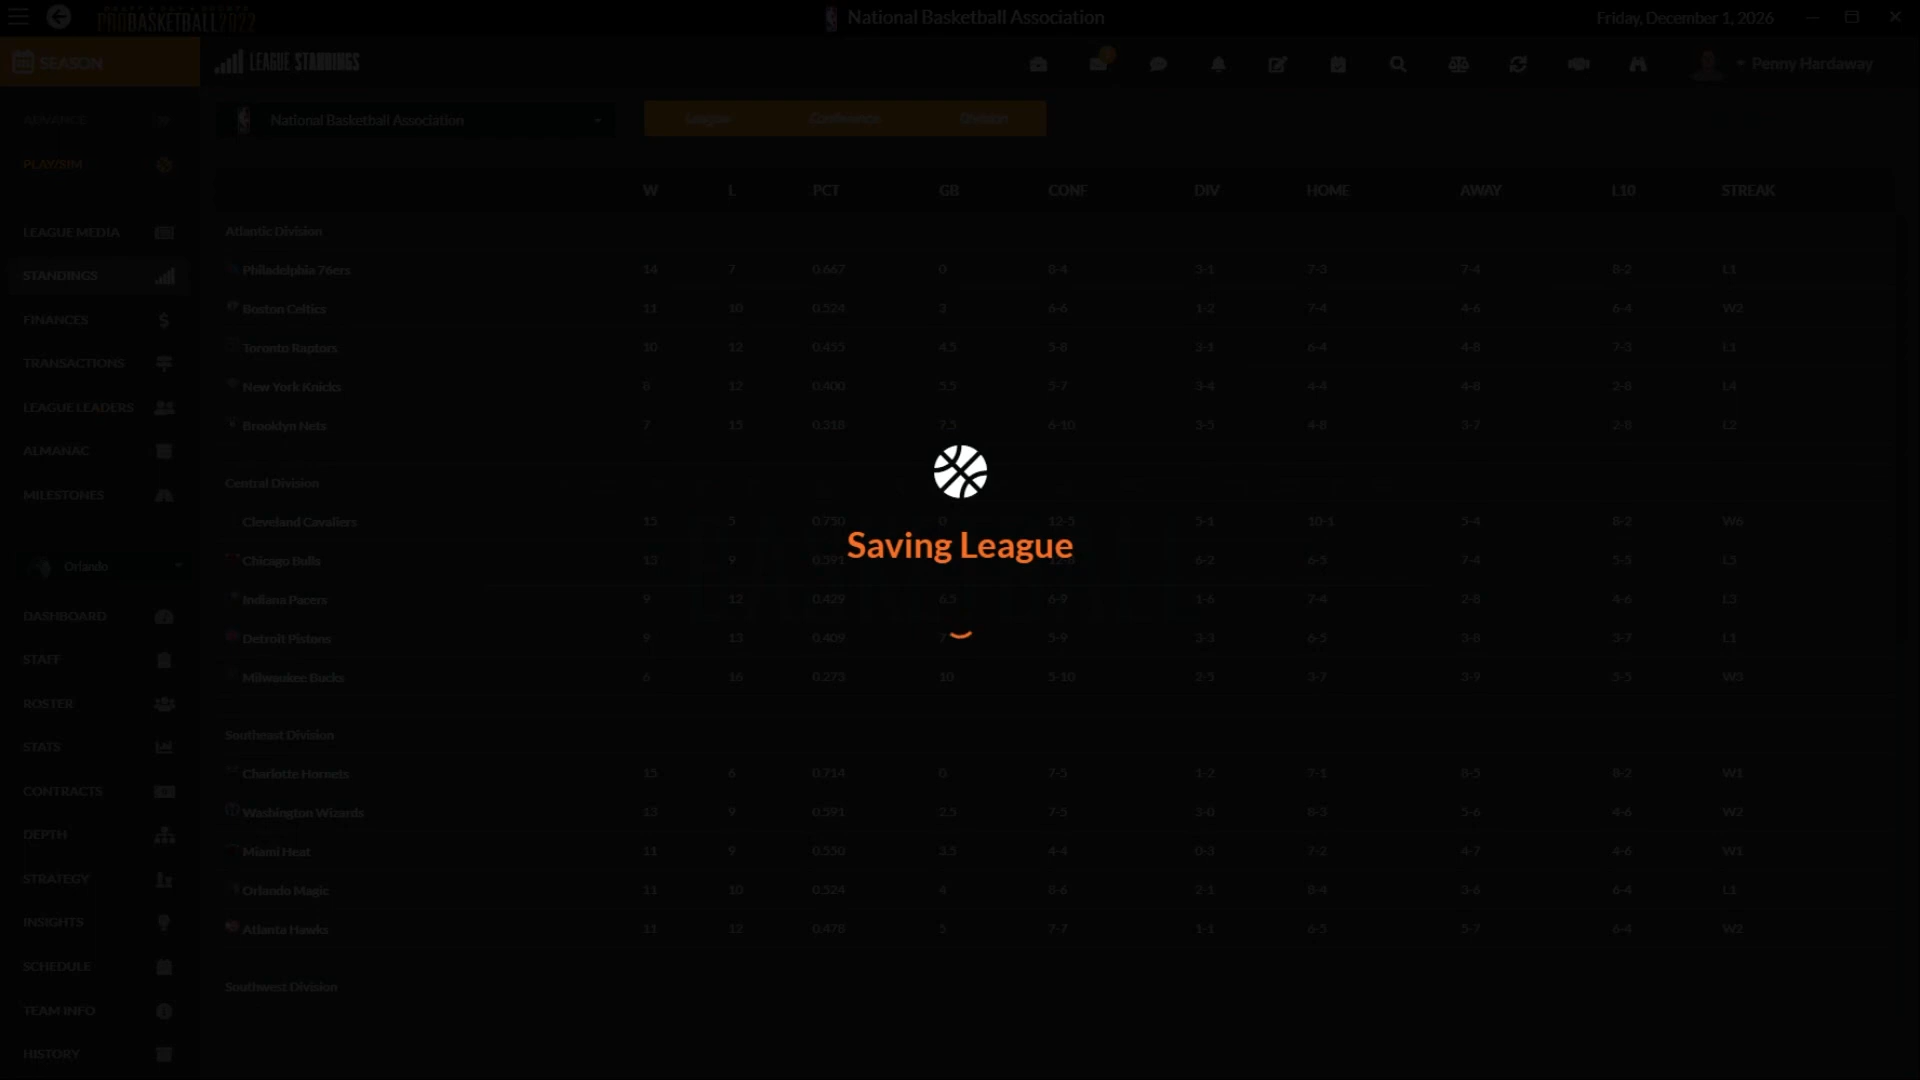 DRAFT DAY SPORTS
PROBASKETBALL2022
National Basketball Association
Friday, December 1, 2026
SEASON
LEAGUE STANDINGS
Penny Hardaway
ADVANCE
National Basketball Association
League Conference Division
PLAY/SIM
W L PCT GB CONF DIV HOME AWAY L10 STREAK
LEAGUE MEDIA
STANDINGS
FINANCES
TRANSACTIONS
LEAGUE LEADERS
ALMANAC
MILESTONES
Orlando
DASHBOARD
STAFF
ROSTER
STATS
CONTRACTS
DEPTH
STRATEGY
INSIGHTS
SCHEDULE
TEAM INFO
HISTORY
Atlantic Division
Philadelphia 76ers 14 7 0.667 0 8-4 3-1 7-3 7-4 8-2 L1
Boston Celtics 11 10 0.524 3 6-6 1-2 7-4 4-6 6-4 W2
Toronto Raptors 10 12 0.455 4.5 5-8 3-1 6-4 4-8 7-3 L1
New York Knicks 8 12 0.400 5.5 5-7 3-4 4-4 4-8 2-8 L4
Brooklyn Nets 7 15 0.318 7.5 6-10 3-5 4-8 3-7 2-8 L2
Central Division
Cleveland Cavaliers 15 5 0.750 0 12-5 5-1 10-1 5-4 8-2 W6
Chicago Bulls 13 9 0.591 6-2 6-5 7-4 5-5 L5
Indiana Pacers 9 12 0.429 6.5 6-9 1-6 7-4 2-8 4-6 L3
Detroit Pistons 9 13 0.409 7 5-9 3-3 6-5 3-8 3-7 L1
Milwaukee Bucks 6 16 0.273 10 5-10 2-5 3-7 3-9 5-5 W3
Southeast Division
Charlotte Hornets 15 6 0.714 0 7-5 1-2 7-1 8-5 8-2 W1
Washington Wizards 13 9 0.591 2.5 7-5 3-0 8-3 5-6 4-6 W2
Miami Heat 11 9 0.550 3.5 4-4 0-3 7-2 4-7 4-6 W1
Orlando Magic 11 10 0.524 4 8-6 2-1 8-4 3-6 6-4 L1
Atlanta Hawks 11 12 0.478 5 7-7 1-1 6-5 5-7 6-4 W2
Southwest Division
Saving League